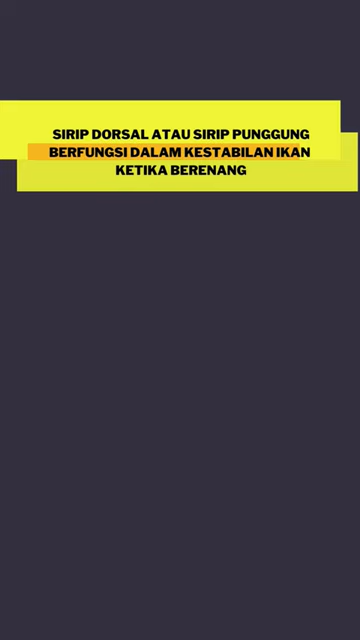 SIRIP DORSAL ATAU SIRIP PUNGGUNG
BERFUNGSI DALAM KESTABILAN IKAN
KETIKA BERENANG